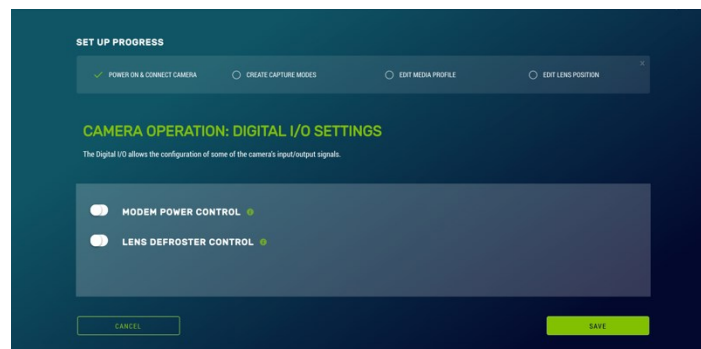 SET UP PROGRESS
POWER ON & CONNECT CAMERA CREATE CAPTURE MODES EDIT MEDIA PROFILE EDIT LENS POSITION
CAMERA OPERATION: DIGITAL I/O SETTINGS
The Digital I/O allows the configuration of some of the camera's input/output signals.
MODEM POWER CONTROL
LENS DEFROSTER CONTROL
CANCEL SAVE